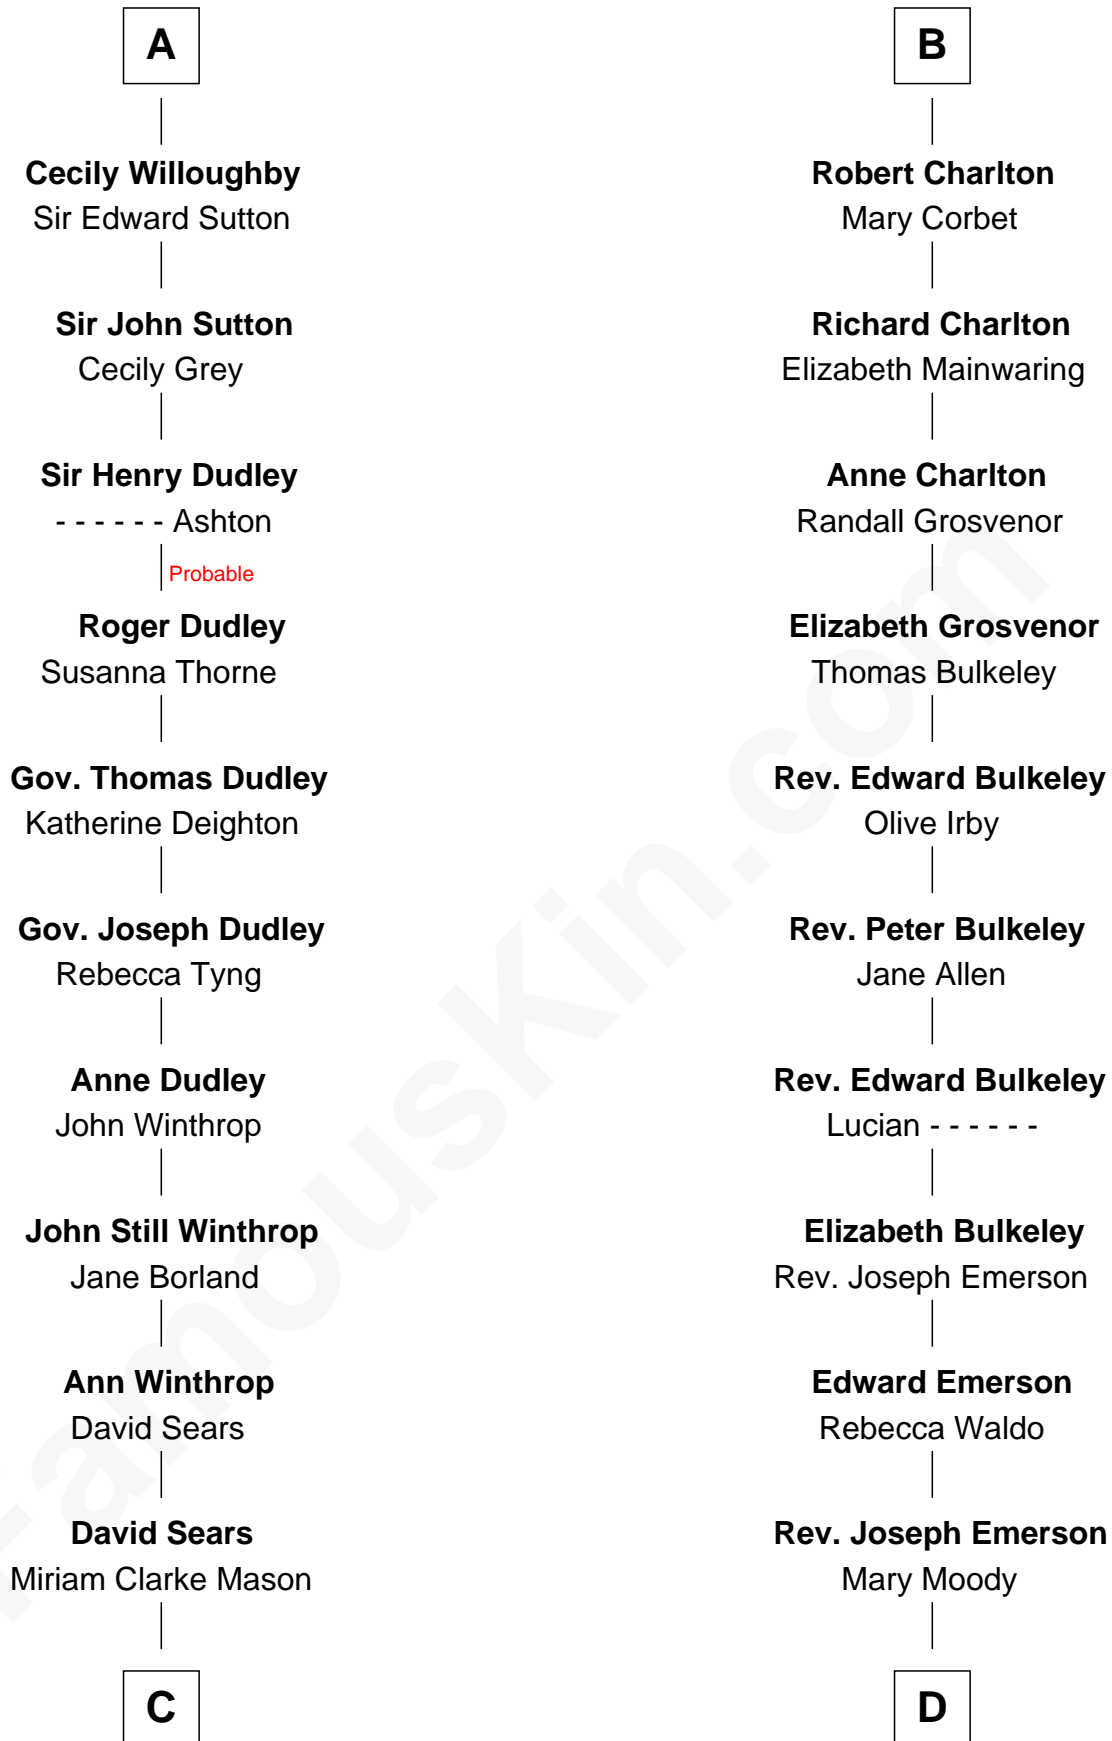 A
Cecily Willoughby
Sir Edward Sutton
Sir John Sutton
Cecily Grey
Sir Henry Dudley
- - - - - - Ashton
Probable
Roger Dudley
Susanna Thorne
Gov. Thomas Dudley
Katherine Deighton
Gov. Joseph Dudley
Rebecca Tyng
Anne Dudley
John Winthrop
John Still Winthrop
Jane Borland
Ann Winthrop
David Sears
David Sears
Miriam Clarke Mason
C
B
Robert Charlton
Mary Corbet
Richard Charlton
Elizabeth Mainwaring
Anne Charlton
Randall Grosvenor
Elizabeth Grosvenor
Thomas Bulkeley
Rev. Edward Bulkeley
Olive Irby
Rev. Peter Bulkeley
Jane Allen
Rev. Edward Bulkeley
Lucian - - - - - -
Elizabeth Bulkeley
Rev. Joseph Emerson
Edward Emerson
Rebecca Waldo
Rev. Joseph Emerson
Mary Moody
D
FamousKin.com